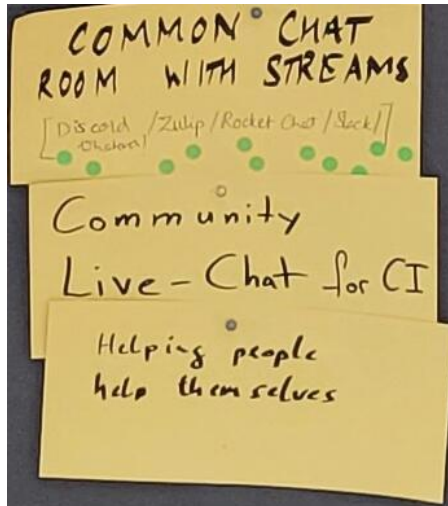 COMMON CHAT
ROOM WITH STREAMS
[Discord /Zulip/Rocket Chat/Slack/]
Community
Live-Chat for CI
Helping people
help themselves